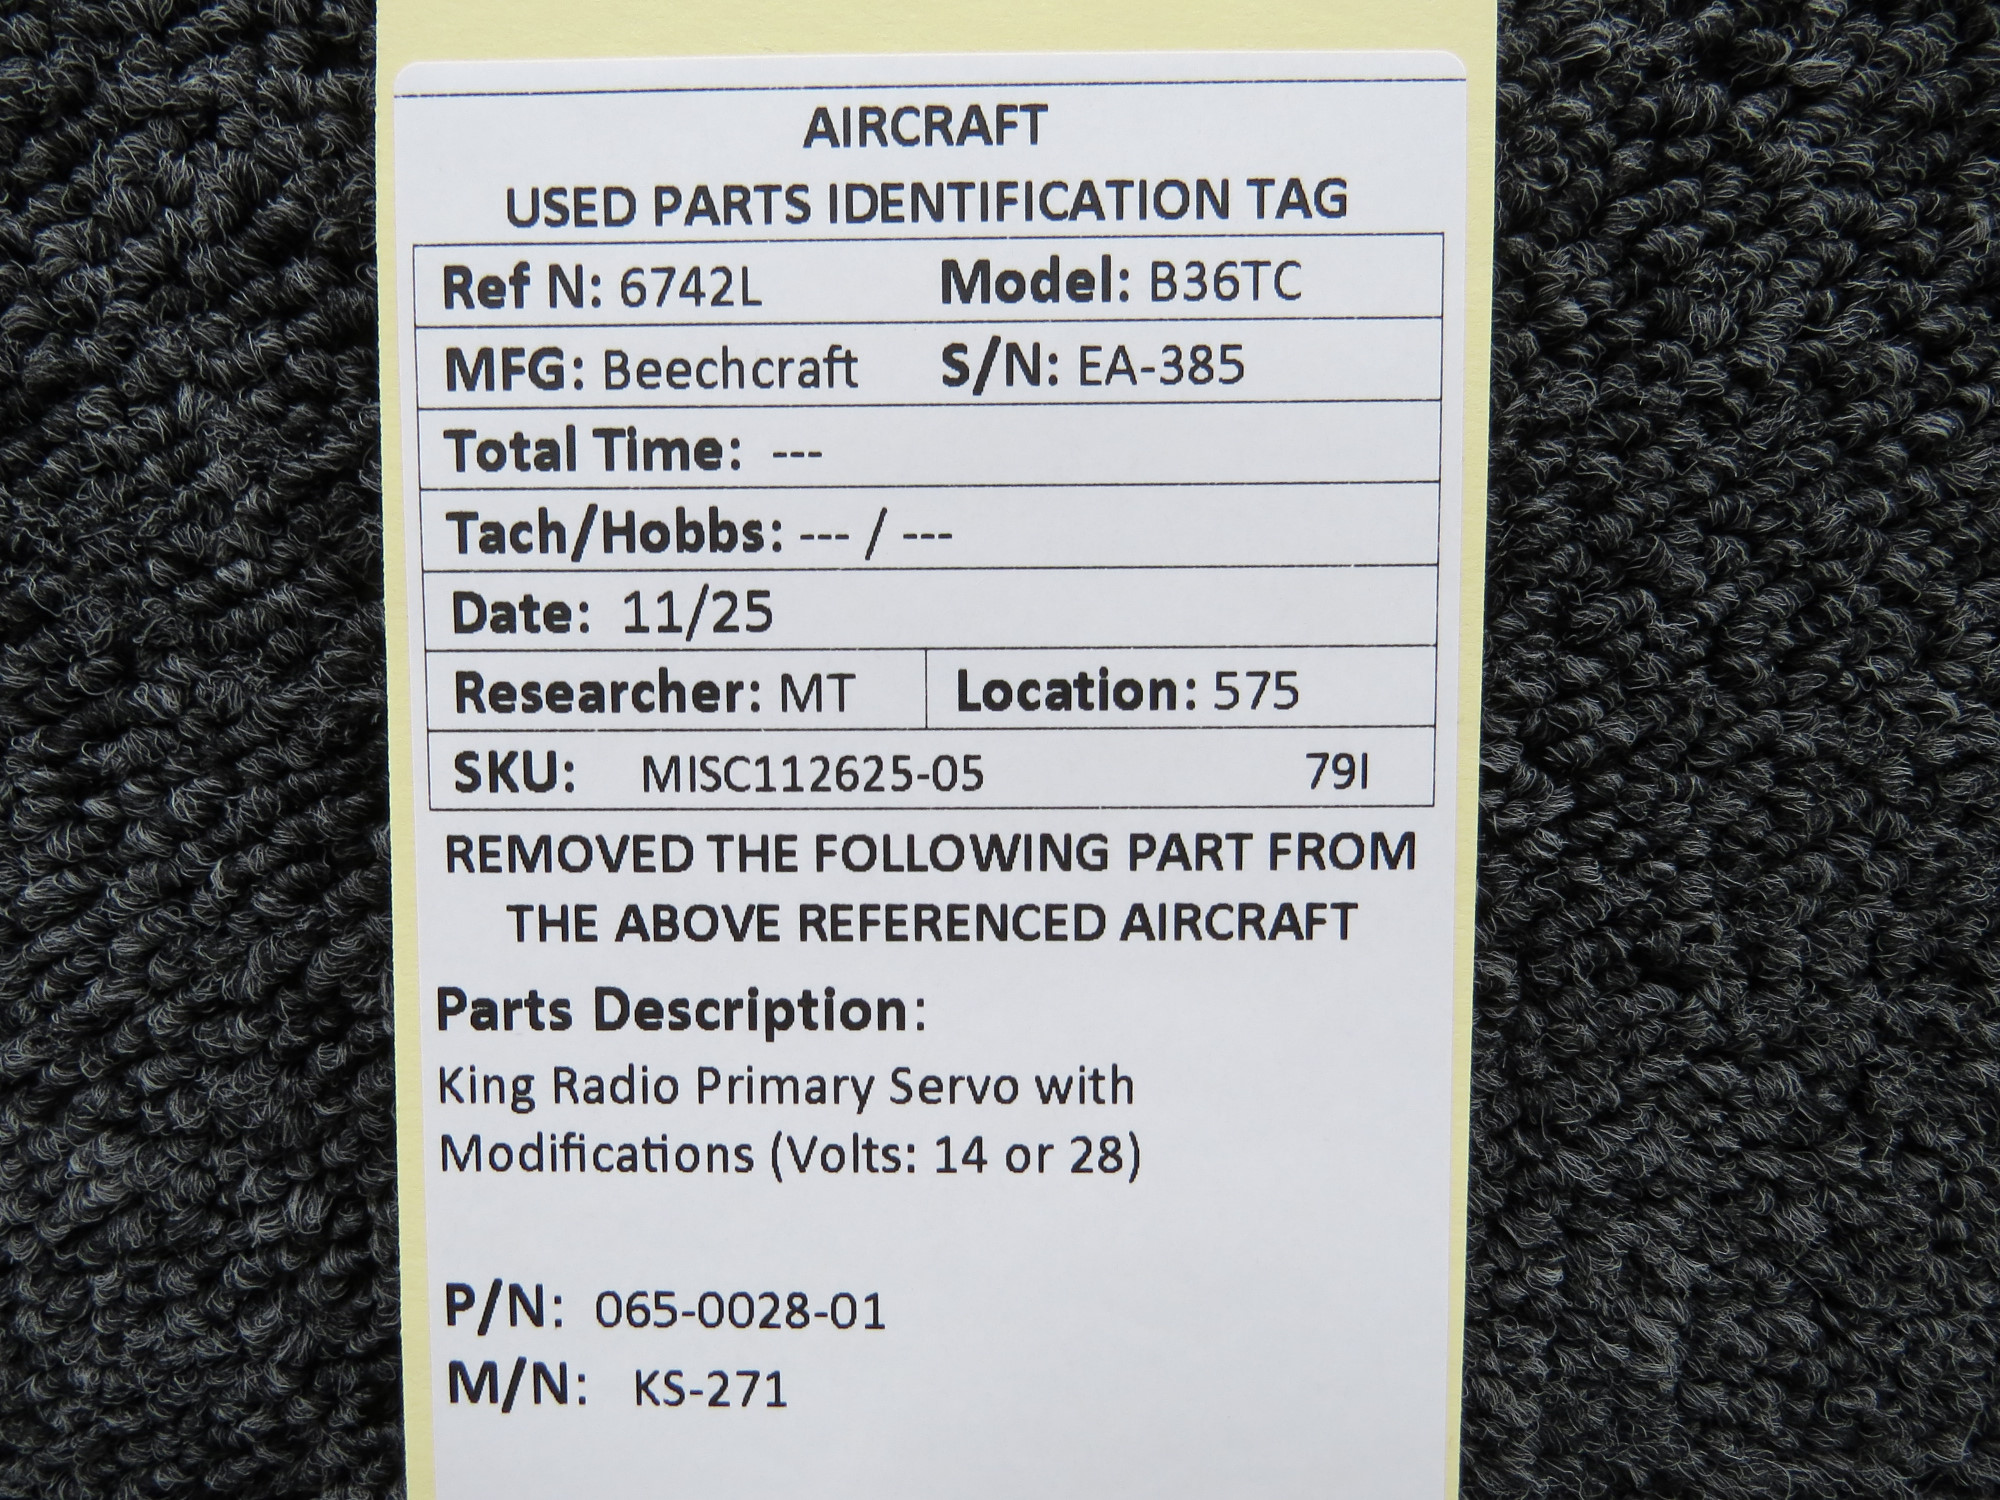 AIRCRAFT
USED PARTS IDENTIFICATION TAG
Ref N: 6742L Model: B36TC
MFG: Beechcraft S/N: EA-385
Total Time: ---
Tach/Hobbs: --- / ---
Date: 11/25
Researcher: MT Location: 575
SKU: MISC112625-05 79I
REMOVED THE FOLLOWING PART FROM
THE ABOVE REFERENCED AIRCRAFT
Parts Description:
King Radio Primary Servo with
Modifications (Volts: 14 or 28)
P/N: 065-0028-01
M/N: KS-271